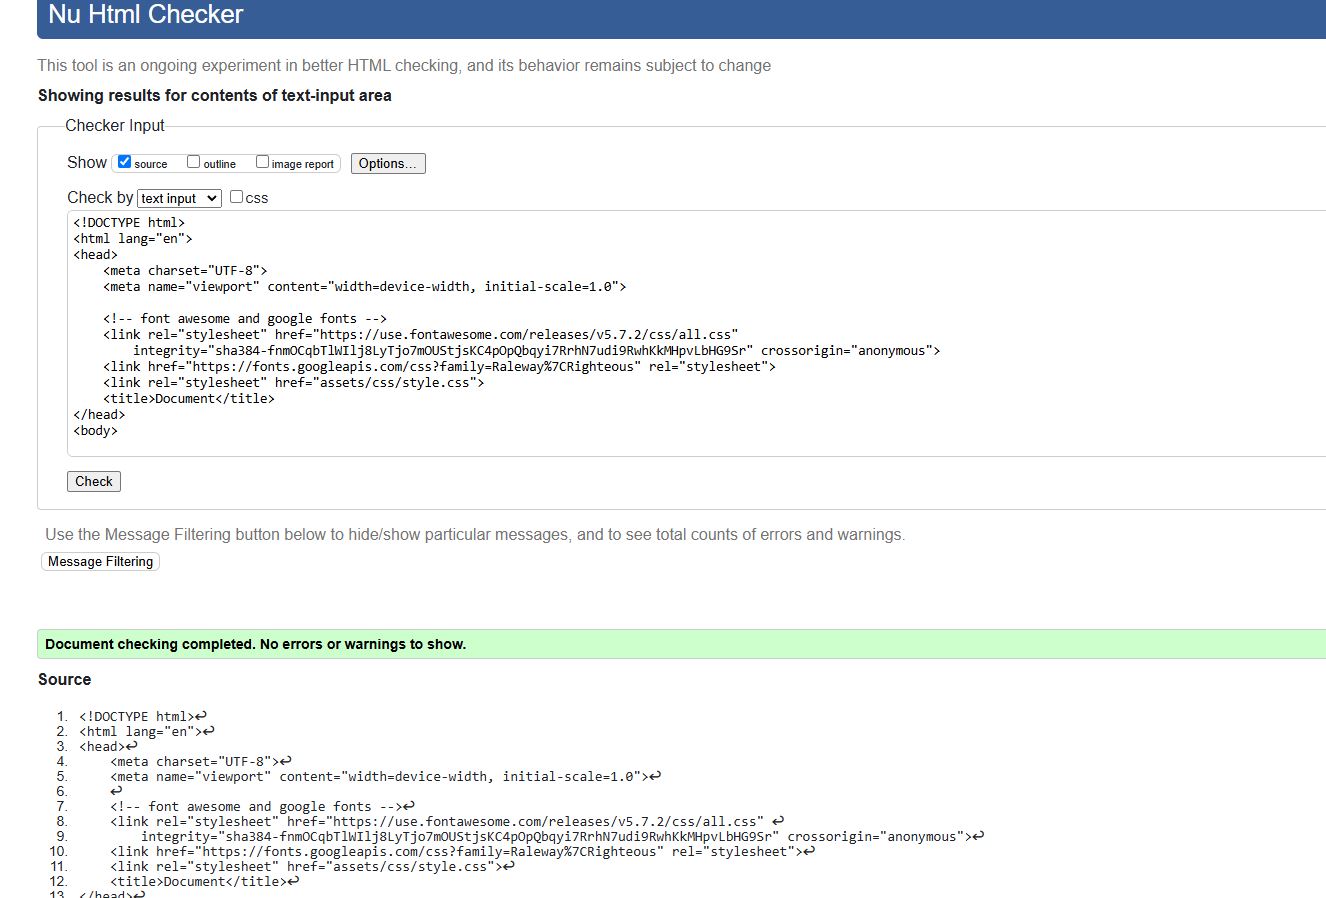 Nu Html Checker
This tool is an ongoing experiment in better HTML checking, and its behavior remains subject to change
Showing results for contents of text-input area
Checker Input
Show source outline image report Options...
Check by text input css
<!DOCTYPE html>
<html lang="en">
<head>
    <meta charset="UTF-8">
    <meta name="viewport" content="width=device-width, initial-scale=1.0">

    <!-- font awesome and google fonts -->
    <link rel="stylesheet" href="https://use.fontawesome.com/releases/v5.7.2/css/all.css"
        integrity="sha384-fnmOCqbTlWIlj8LyTjo7mOUStjsKC4pOpQbqyi7RrhN7udi9RwhKkMHpvLbHG9Sr" crossorigin="anonymous">
    <link href="https://fonts.googleapis.com/css?family=Raleway%7CRighteous" rel="stylesheet">
    <link rel="stylesheet" href="assets/css/style.css">
    <title>Document</title>
</head>
<body>
Check
Use the Message Filtering button below to hide/show particular messages, and to see total counts of errors and warnings.
Message Filtering
Document checking completed. No errors or warnings to show.
Source
1. <!DOCTYPE html>↩
2. <html lang="en">↩
3. <head>↩
4.     <meta charset="UTF-8">↩
5.     <meta name="viewport" content="width=device-width, initial-scale=1.0">↩
6.     ↩
7.     <!-- font awesome and google fonts -->↩
8.     <link rel="stylesheet" href="https://use.fontawesome.com/releases/v5.7.2/css/all.css" ↩
9.         integrity="sha384-fnmOCqbTlWIlj8LyTjo7mOUStjsKC4pOpQbqyi7RrhN7udi9RwhKkMHpvLbHG9Sr" crossorigin="anonymous">↩
10.     <link href="https://fonts.googleapis.com/css?family=Raleway%7CRighteous" rel="stylesheet">↩
11.     <link rel="stylesheet" href="assets/css/style.css">↩
12.     <title>Document</title>↩
13. </head>↩